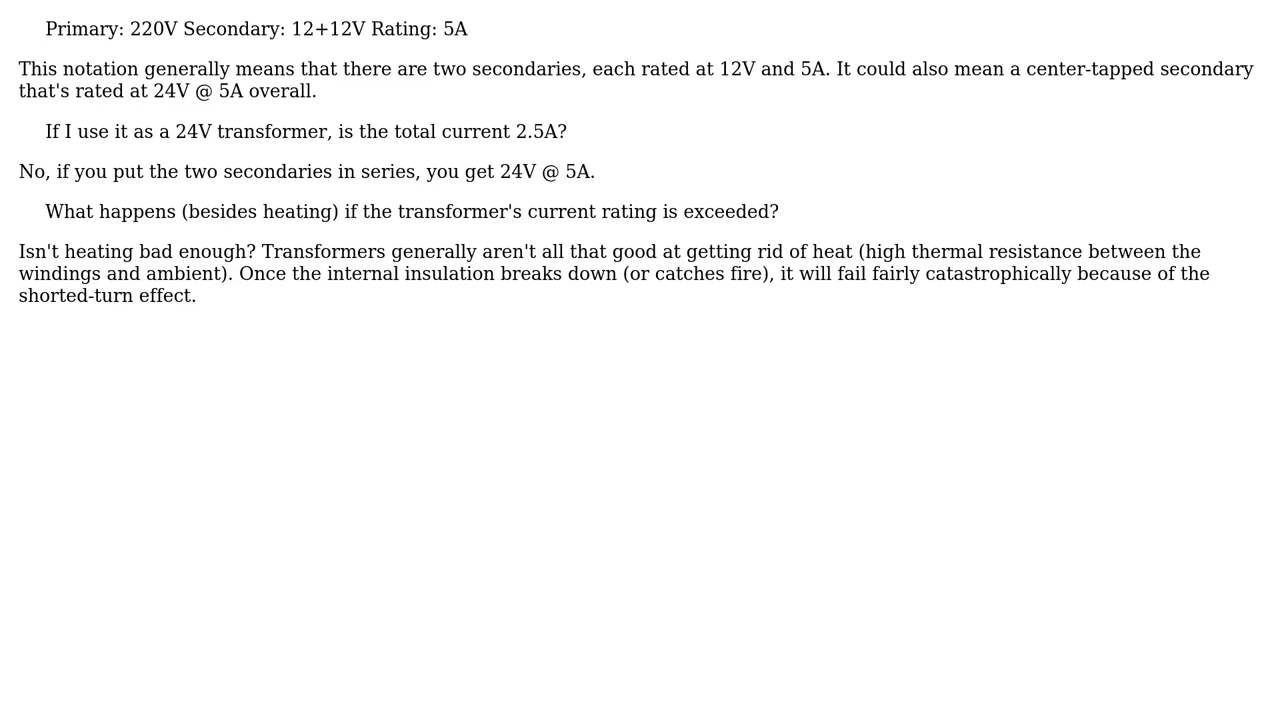 Primary: 220V Secondary: 12+12V Rating: 5A
This notation generally means that there are two secondaries, each rated at 12V and 5A. It could also mean a center-tapped secondary
that's rated at 24V @ 5A overall.
If I use it as a 24V transformer, is the total current 2.5A?
No, if you put the two secondaries in series, you get 24V @ 5A.
What happens (besides heating) if the transformer's current rating is exceeded?
Isn't heating bad enough? Transformers generally aren't all that good at getting rid of heat (high thermal resistance between the
windings and ambient). Once the internal insulation breaks down (or catches fire), it will fail fairly catastrophically because of the
shorted-turn effect.